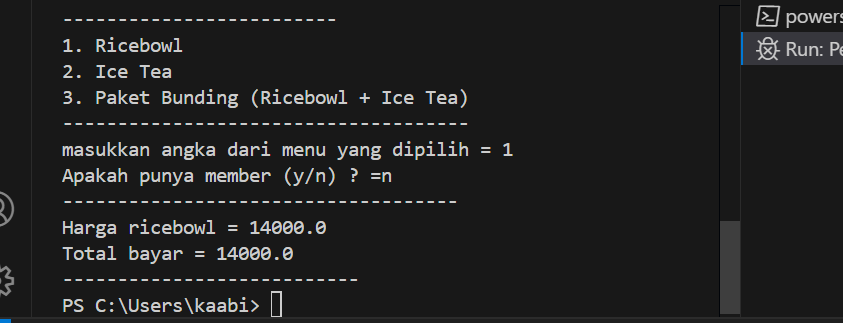 -------------------------
1. Ricebowl
2. Ice Tea
3. Paket Bunding (Ricebowl + Ice Tea)
-------------------------------------
masukkan angka dari menu yang dipilih = 1
Apakah punya member (y/n) ? =n
------------------------------------
Harga ricebowl = 14000.0
Total bayar = 14000.0
---------------------------
PS C:\Users\kaabi>
powers
Run: Pe